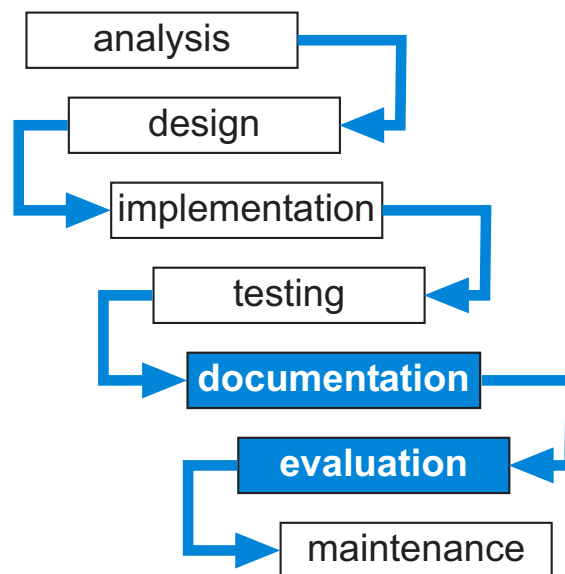 analysis
design
implementation
testing
documentation
evaluation
maintenance